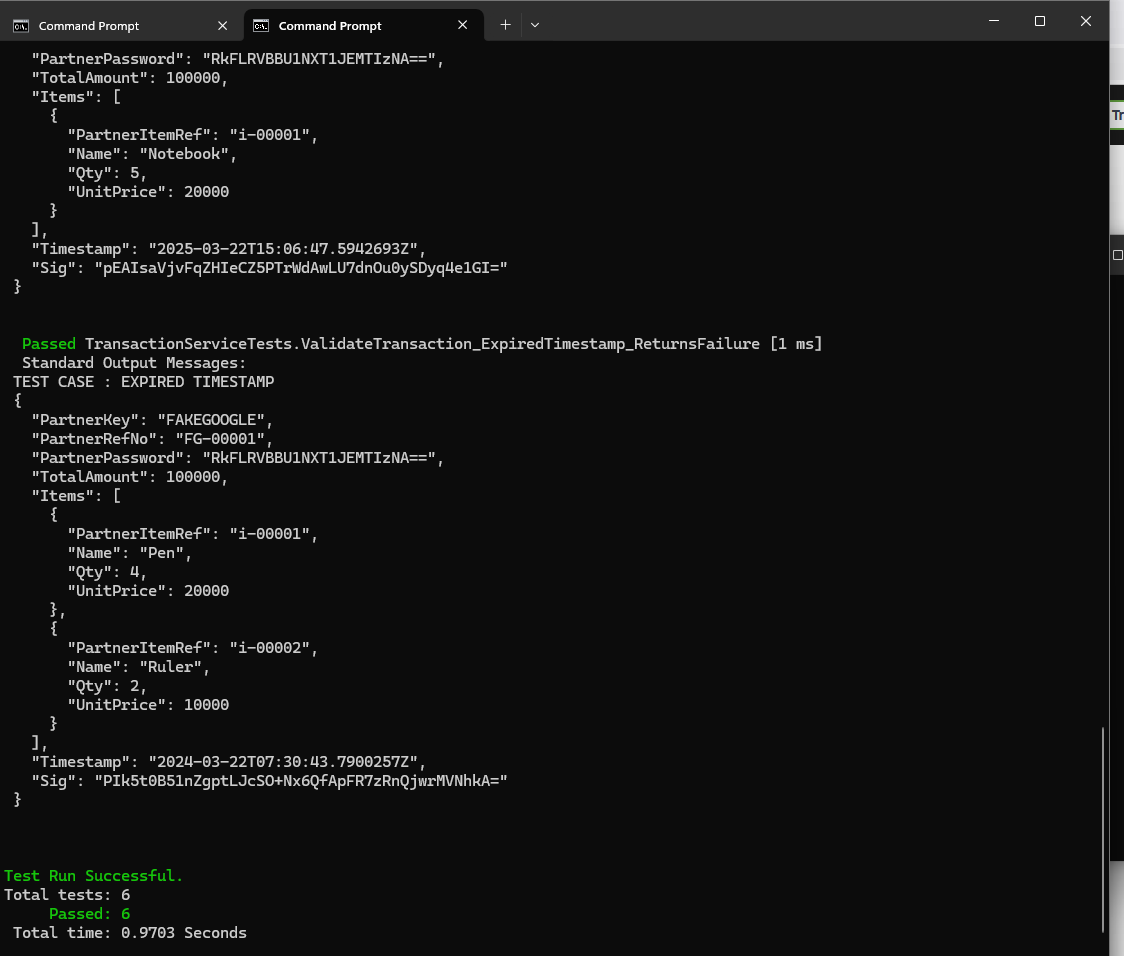 Command Prompt
Command Prompt
"PartnerPassword": "RkFLRVBBU1NXT1JEMTIzNA==",
"TotalAmount": 100000,
"Items": [
{
"PartnerItemRef": "i-00001",
"Name": "Notebook",
"Qty": 5,
"UnitPrice": 20000
}
],
"Timestamp": "2025-03-22T15:06:47.5942693Z",
"Sig": "pEAIsaVjvFqZHIeCZ5PTrWdAwLU7dnOu0ySDyq4e1GI="
}
Passed TransactionServiceTests.ValidateTransaction_ExpiredTimestamp_ReturnsFailure [1 ms]
Standard Output Messages:
TEST CASE : EXPIRED TIMESTAMP
{
"PartnerKey": "FAKEGOOGLE",
"PartnerRefNo": "FG-00001",
"PartnerPassword": "RkFLRVBBU1NXT1JEMTIzNA==",
"TotalAmount": 100000,
"Items": [
{
"PartnerItemRef": "i-00001",
"Name": "Pen",
"Qty": 4,
"UnitPrice": 20000
},
{
"PartnerItemRef": "i-00002",
"Name": "Ruler",
"Qty": 2,
"UnitPrice": 10000
}
],
"Timestamp": "2024-03-22T07:30:43.7900257Z",
"Sig": "PIk5t0B51nZgptLJcSO+Nx6QfApFR7zRnQjwrMVNhkA="
}
Test Run Successful.
Total tests: 6
Passed: 6
Total time: 0.9703 Seconds
Tr